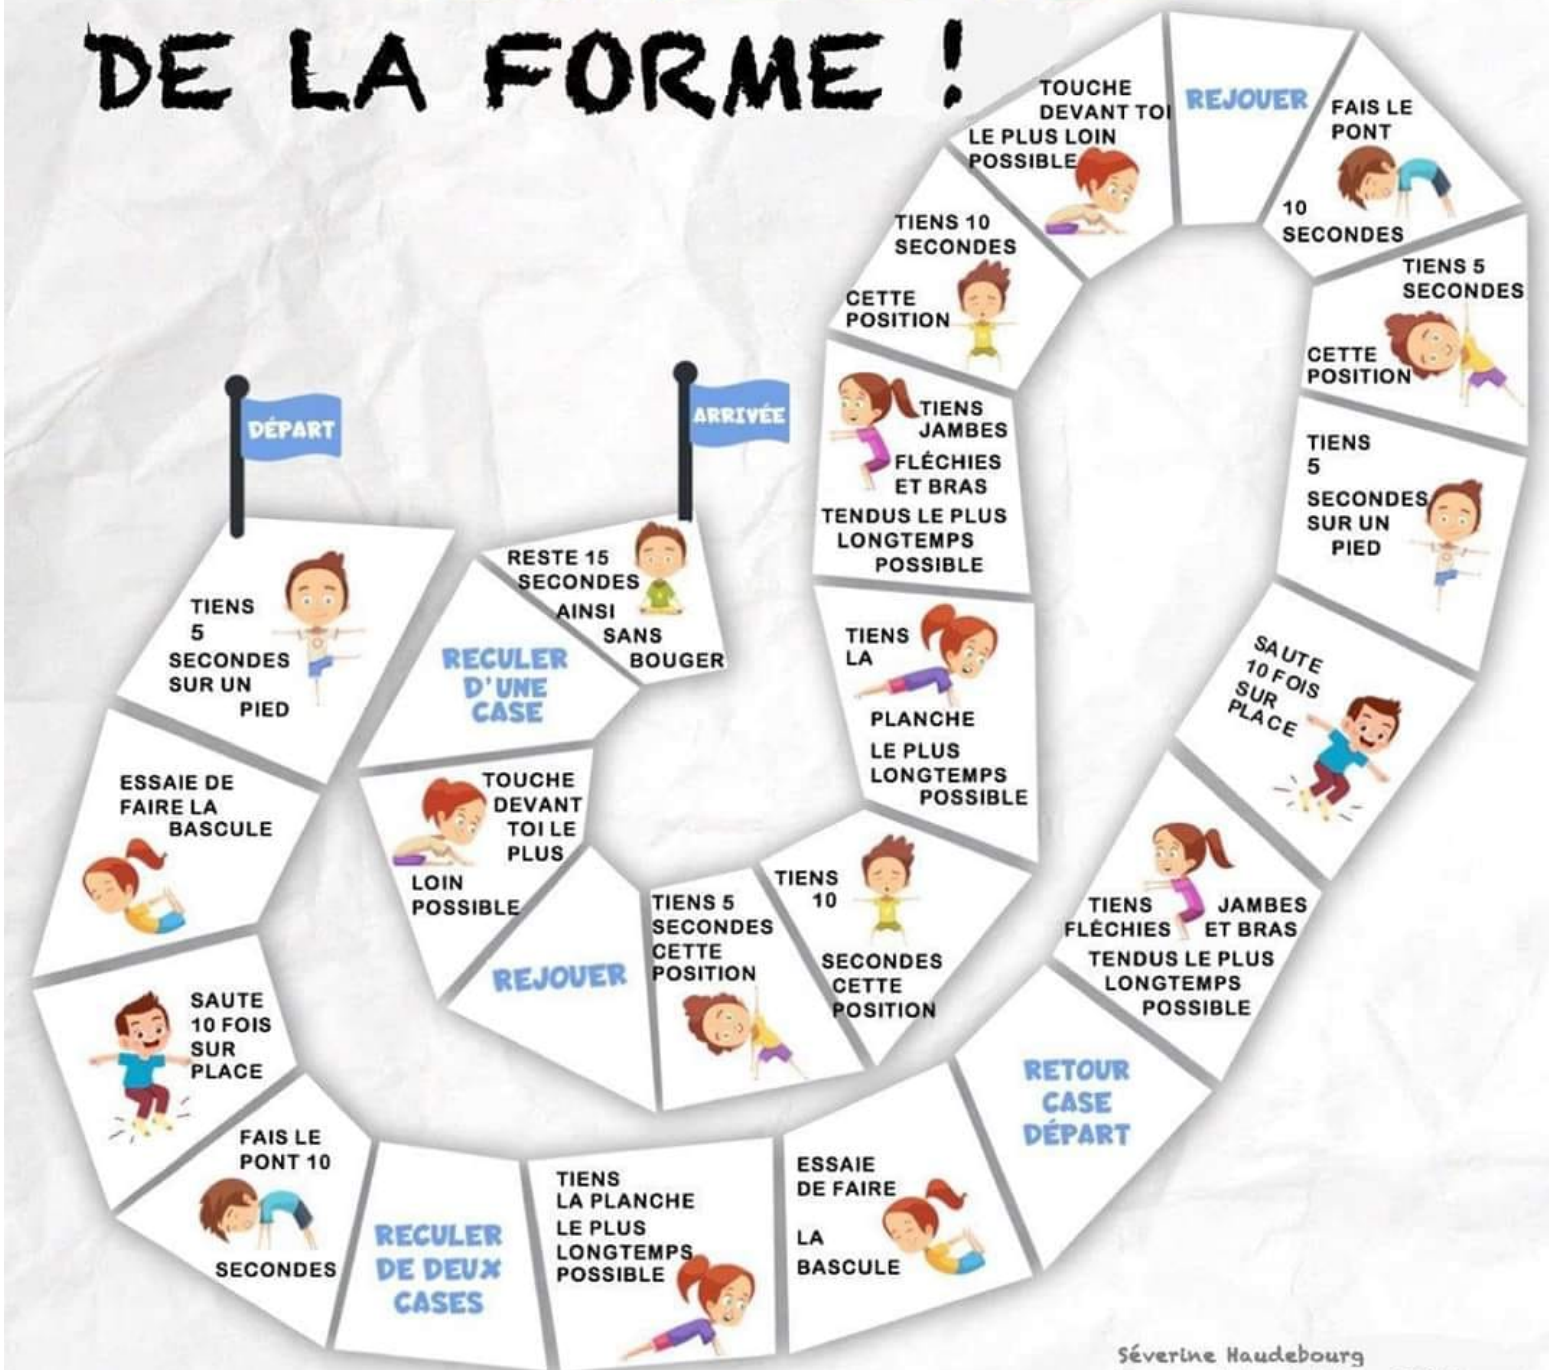 DE LA FORME !
DÉPART
TIENS
5
SECONDES
SUR UN
PIED
ESSAIE DE
FAIRE LA
BASCULE
SAUTE
10 FOIS
SUR
PLACE
FAIS LE
PONT 10
SECONDES
RECULER
DE DEUX
CASES
TIENS
LA PLANCHE
LE PLUS
LONGTEMPS
POSSIBLE
ESSAIE
DE FAIRE
LA
BASCULE
RETOUR
CASE
DÉPART
TIENS JAMBES
FLÉCHIES ET BRAS
TENDUS LE PLUS
LONGTEMPS
POSSIBLE
SAUTE
10 FOIS
SUR
PLACE
TIENS
5
SECONDES
SUR UN
PIED
TIENS 5
SECONDES
CETTE
POSITION
FAIS LE
PONT
10
SECONDES
REJOUER
TOUCHE
DEVANT TOI
LE PLUS LOIN
POSSIBLE
TIENS 10
SECONDES
CETTE
POSITION
TIENS
JAMBES
FLÉCHIES
ET BRAS
TENDUS LE PLUS
LONGTEMPS
POSSIBLE
TIENS
LA
PLANCHE
LE PLUS
LONGTEMPS
POSSIBLE
TIENS
10
SECONDES
CETTE
POSITION
TIENS 5
SECONDES
CETTE
POSITION
REJOUER
TOUCHE
DEVANT
TOI LE
PLUS
LOIN
POSSIBLE
RECULER
D'UNE
CASE
RESTE 15
SECONDES
AINSI
SANS
BOUGER
ARRIVÉE
Séverine Haudebourg